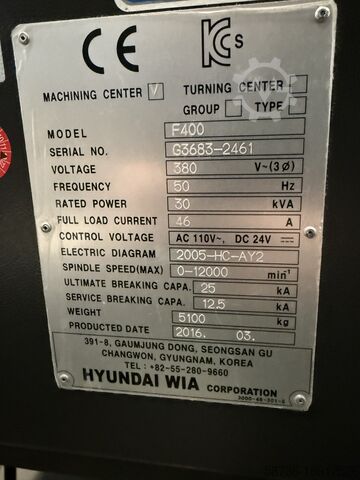 CE KCs
MACHINING CENTER √ TURNING CENTER
GROUP TYPE
MODEL F400
SERIAL NO. G3683-2461
VOLTAGE 380 V~(3Ø)
FREQUENCY 50 Hz
RATED POWER 30 kVA
FULL LOAD CURRENT 46 A
CONTROL VOLTAGE AC 110V~, DC 24V⎓
ELECTRIC DIAGRAM 2005-HC-AY2
SPINDLE SPEED(MAX) 0-12000 min⁻¹
ULTIMATE BREAKING CAPA. 25 kA
SERVICE BREAKING CAPA. 12.5 kA
WEIGHT 5100 kg
PRODUCTED DATE 2016. 03.
391-8, GAUMJUNG DONG, SEONGSAN GU
CHANGWON, GYUNGNAM, KOREA
TEL : +82-55-280-9660
HYUNDAI WIA CORPORATION